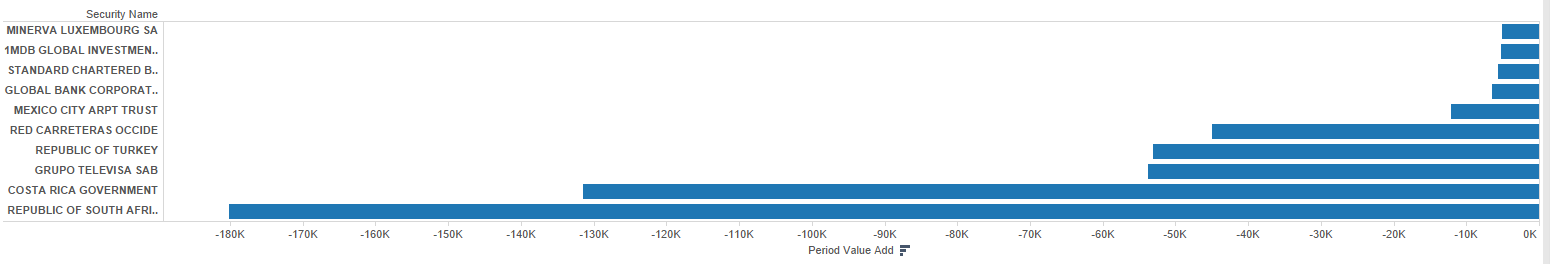 Security Name
MINERVA LUXEMBOURG SA
1MDB GLOBAL INVESTMEN..
STANDARD CHARTERED B..
GLOBAL BANK CORPORAT..
MEXICO CITY ARPT TRUST
RED CARRETERAS OCCIDE
REPUBLIC OF TURKEY
GRUPO TELEVISA SAB
COSTA RICA GOVERNMENT
REPUBLIC OF SOUTH AFRI..
-180K -170K -160K -150K -140K -130K -120K -110K -100K -90K -80K -70K -60K -50K -40K -30K -20K -10K 0K
Period Value Add